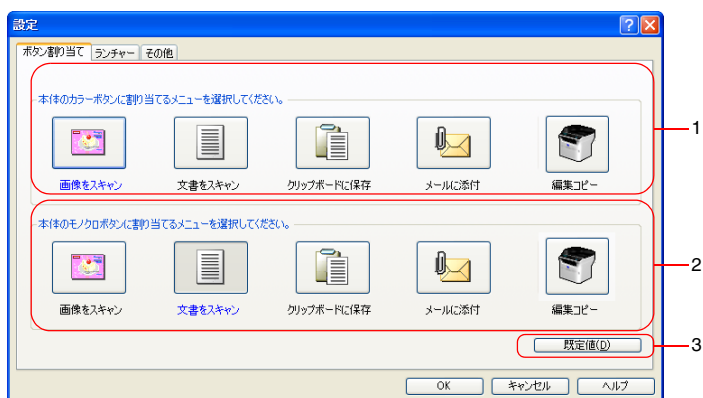 設定
ボタン割り当て ランチャー その他
本体のカラーボタンに割り当てるメニューを選択してください。
1
画像をスキャン 文書をスキャン クリップボードに保存 メールに添付 編集コピー
本体のモノクロボタンに割り当てるメニューを選択してください。
2
画像をスキャン 文書をスキャン クリップボードに保存 メールに添付 編集コピー
既定値(D) 3
OK キャンセル ヘルプ